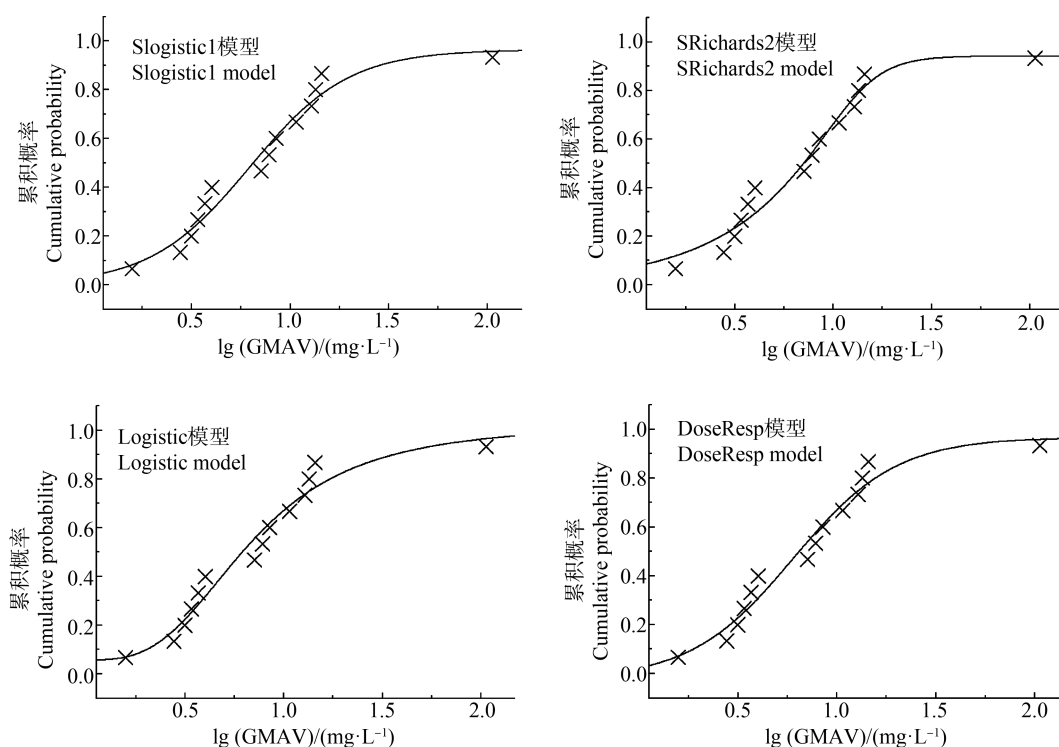 Slogistic1模型
Slogistic1 model
累积概率
Cumulative probability
1.0
0.8
0.6
0.4
0.2
0.0
0.5
1.0
2.0
lg (GMAV)/(mg·L⁻¹)
SRichards2模型
SRichards2 model
累积概率
Cumulative probability
1.0
0.8
0.6
0.4
0.2
0.0
0.5
1.0
1.5
2.0
lg (GMAV)/(mg·L⁻¹)
Logistic模型
Logistic model
累积概率
Cumulative probability
1.0
0.8
0.6
0.4
0.2
0.0
0.5
1.0
1.5
2.0
lg (GMAV)/(mg·L⁻¹)
DoseResp模型
DoseResp model
累积概率
Cumulative probability
1.0
0.8
0.6
0.4
0.2
0.0
0.5
1.0
1.5
2.0
lg (GMAV)/(mg·L⁻¹)